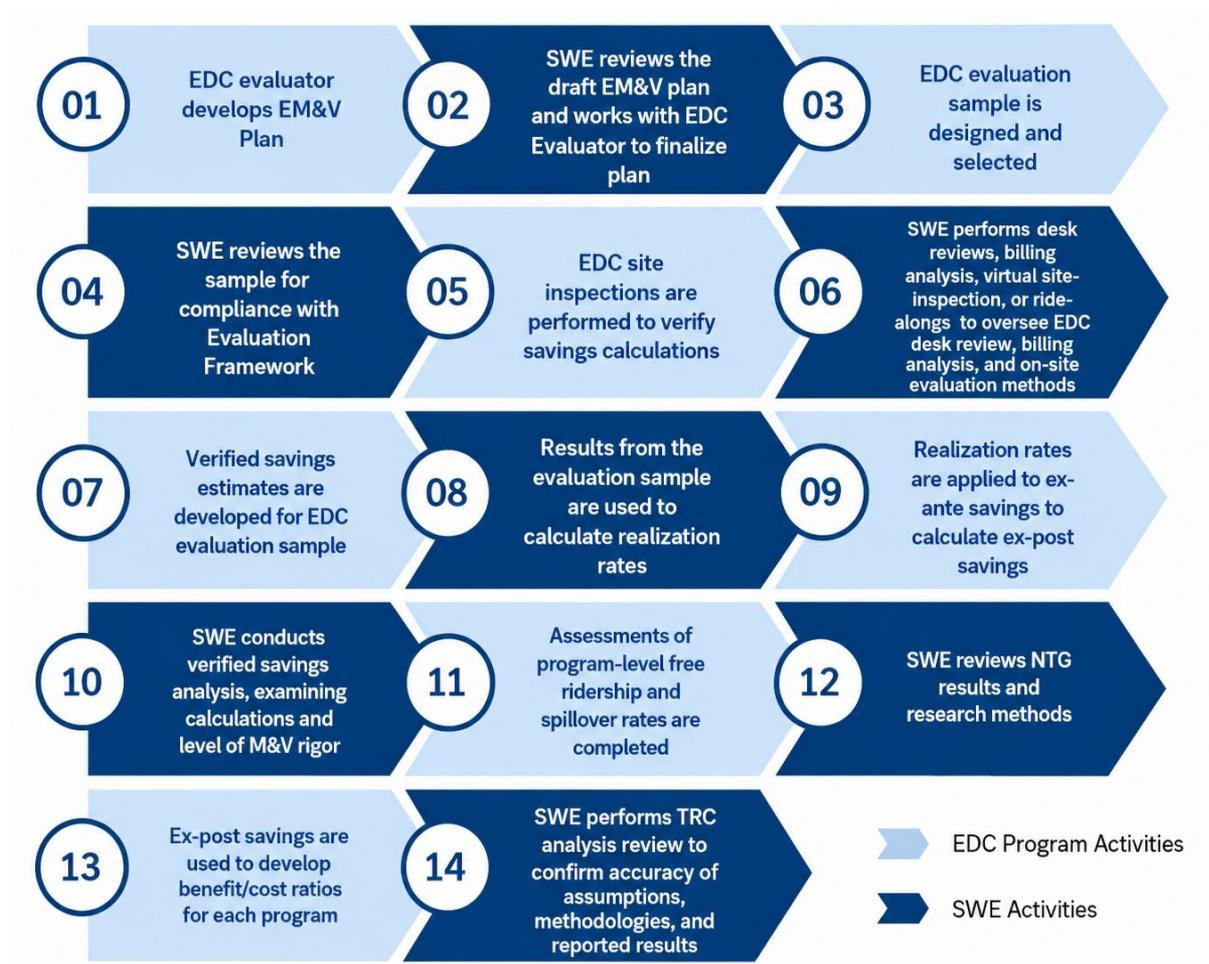 01
EDC evaluator
develops EM&V
Plan
02
SWE reviews the
draft EM&V plan
and works with EDC
Evaluator to finalize
plan
03
EDC evaluation
sample is
designed and
selected
04
SWE reviews the
sample for
compliance with
Evaluation
Framework
05
EDC site
inspections are
performed to verify
savings calculations
06
SWE performs desk
reviews, billing
analysis, virtual site-
inspection, or ride-
alongs to oversee EDC
desk review, billing
analysis, and on-site
evaluation methods
07
Verified savings
estimates are
developed for EDC
evaluation sample
08
Results from the
evaluation sample
are used to
calculate realization
rates
09
Realization rates
are applied to ex-
ante savings to
calculate ex-post
savings
10
SWE conducts
verified savings
analysis, examining
calculations and
level of M&V rigor
11
Assessments of
program-level free
ridership and
spillover rates are
completed
12
SWE reviews NTG
results and
research methods
13
Ex-post savings are
used to develop
benefit/cost ratios
for each program
14
SWE performs TRC
analysis review to
confirm accuracy of
assumptions,
methodologies, and
reported results
EDC Program Activities
SWE Activities